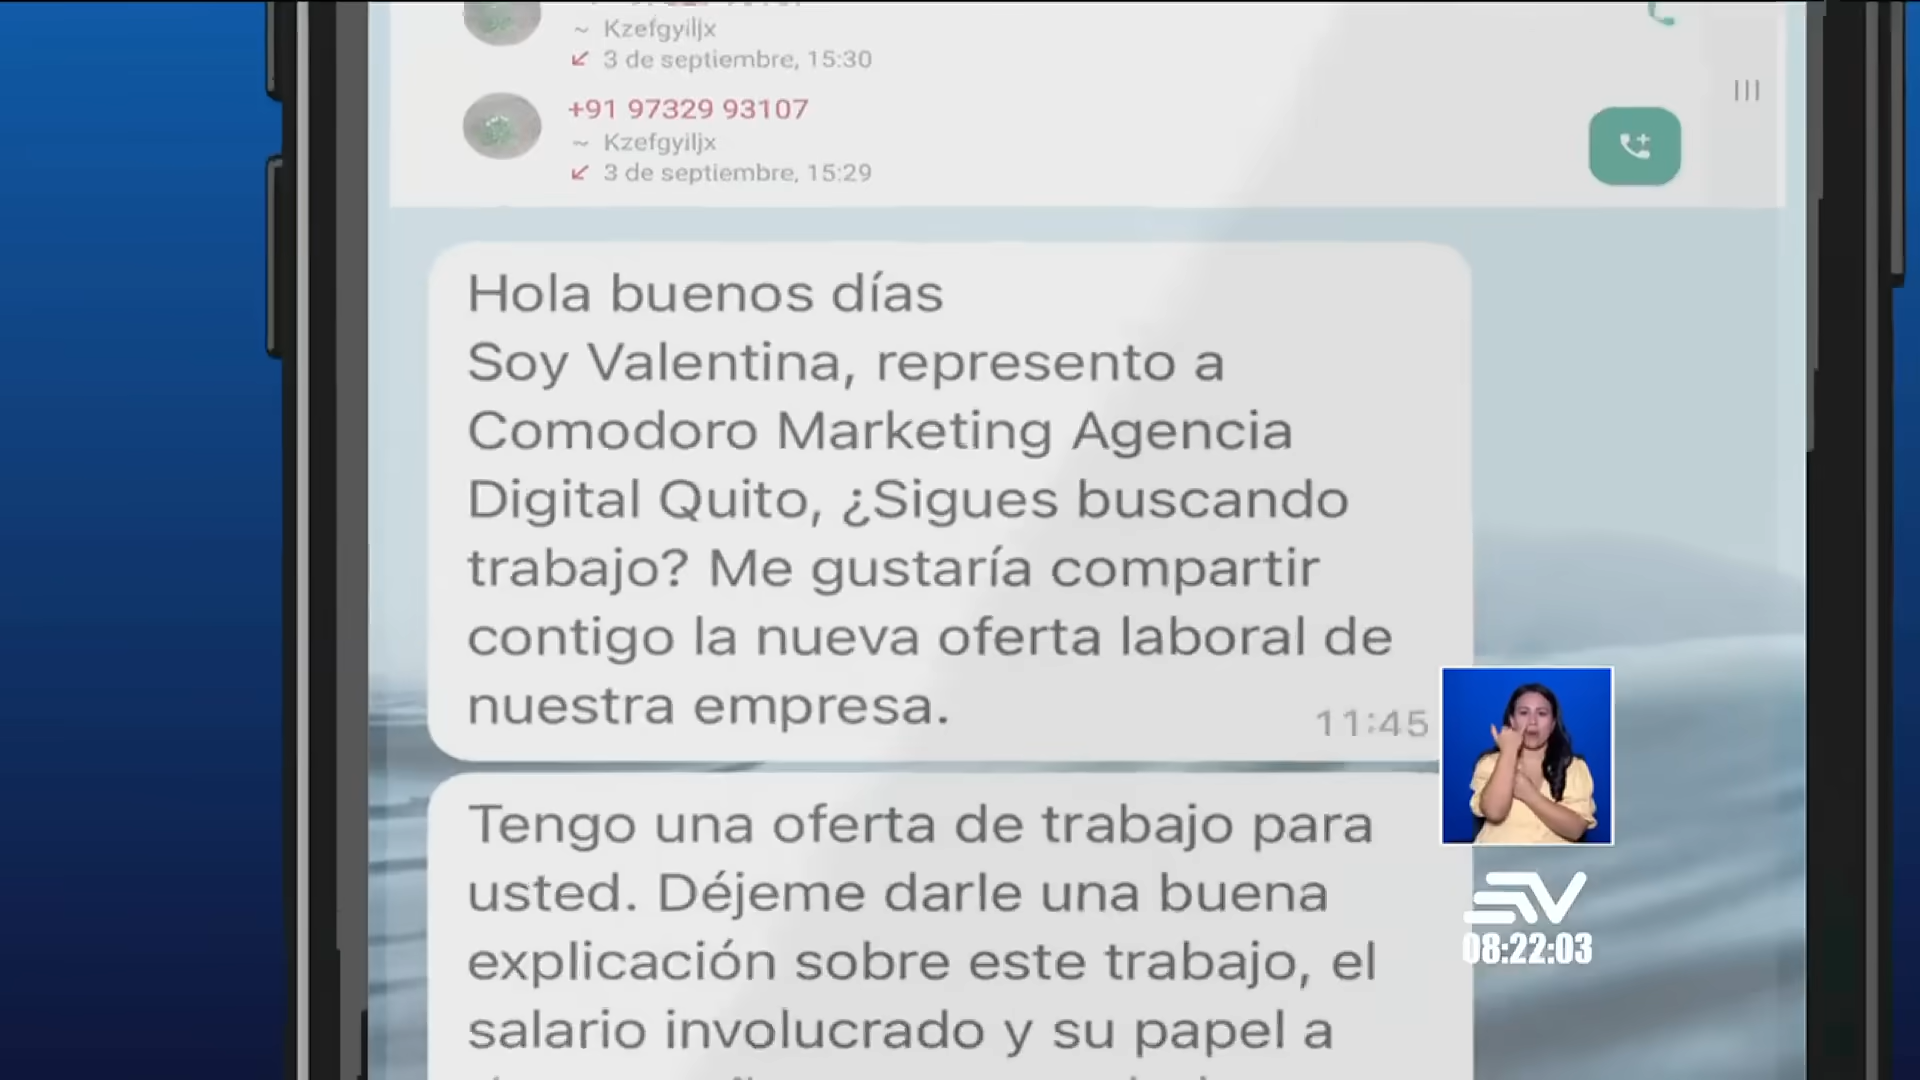 ~ Kzefgyiljx
3 de septiembre, 15:30
+91 97329 93107
~ Kzefgyiljx
3 de septiembre, 15:29
Hola buenos días
Soy Valentina, represento a
Comodoro Marketing Agencia
Digital Quito, ¿Sigues buscando
trabajo? Me gustaría compartir
contigo la nueva oferta laboral de
nuestra empresa.
11:45
Tengo una oferta de trabajo para
usted. Déjeme darle una buena
explicación sobre este trabajo, el
salario involucrado y su papel a
08:22:03